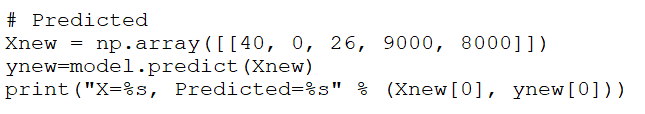 # Predicted
Xnew = np.array([[40, 0, 26, 9000, 8000]])
ynew=model.predict(Xnew)
print("X=%s, Predicted=%s" % (Xnew[0], ynew[0]))